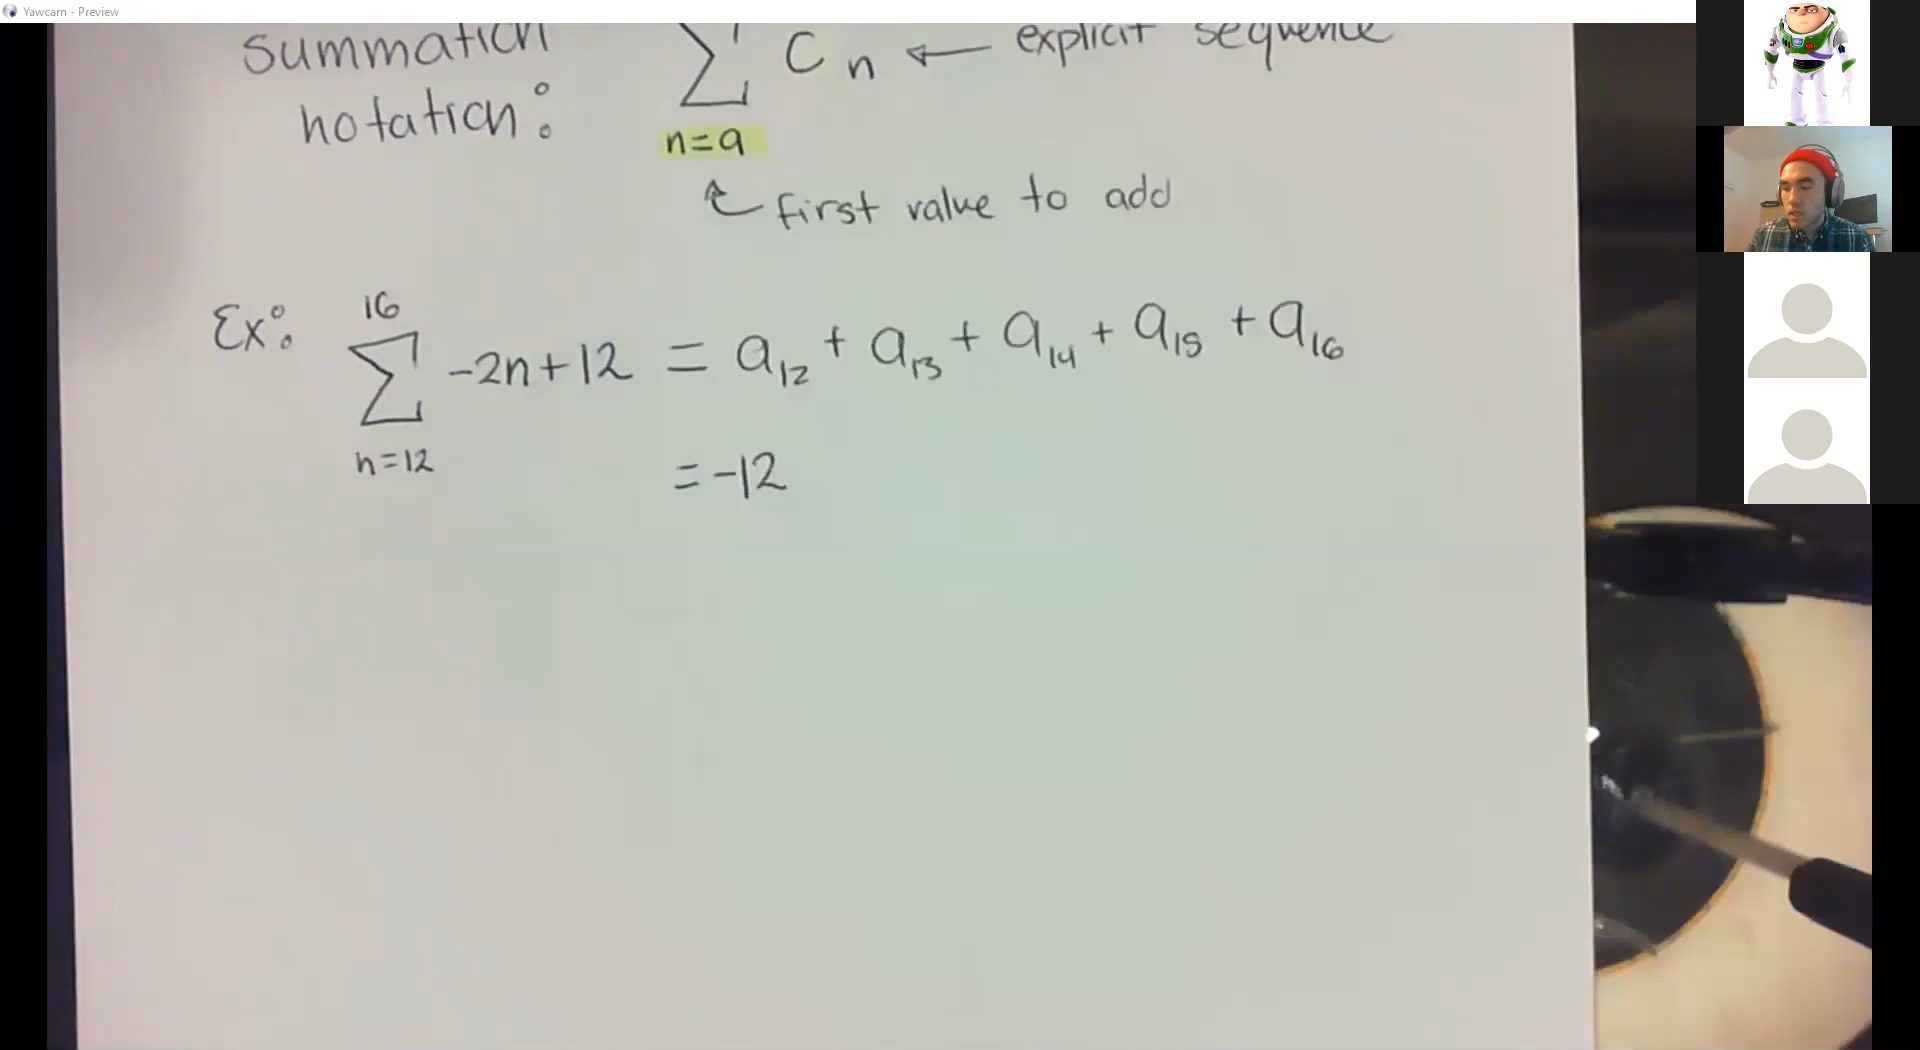 Yawcam - Preview
summation
notation:
∑ Cn ← explicit sequence
n=a
first value to add
Ex: 16
∑ -2n+12 = a₁₂ + a₁₃ + a₁₄ + a₁₅ + a₁₆
n=12
= -12